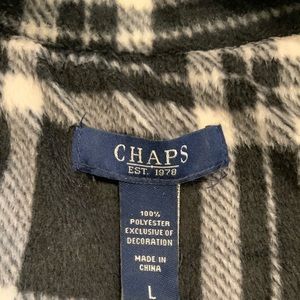 CHAPS
EST. 1978
100%
POLYESTER
EXCLUSIVE OF
DECORATION
MADE IN
CHINA
L